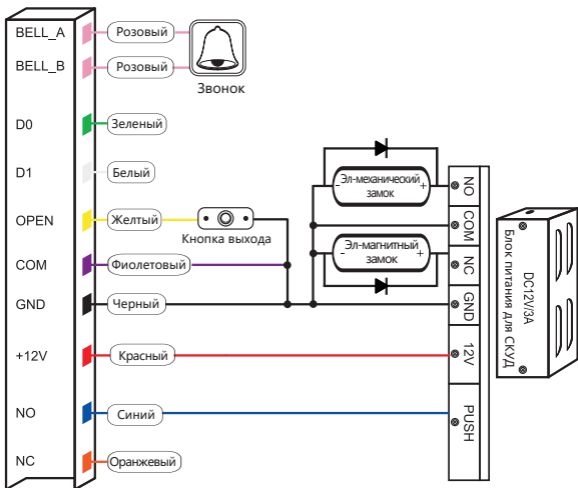 BELL_A
Розовый
BELL_B
Розовый
Звонок
D0
Зеленый
D1
Белый
OPEN
Желтый
Кнопка выхода
COM
Фиолетовый
GND
Черный
+12V
Красный
NO
Синий
NC
Оранжевый
- Эл-механический +
замок
- Эл-магнитный +
замок
NO
COM
NC
GND
12V
PUSH
DC12V/3A
Блок питания для СКУД